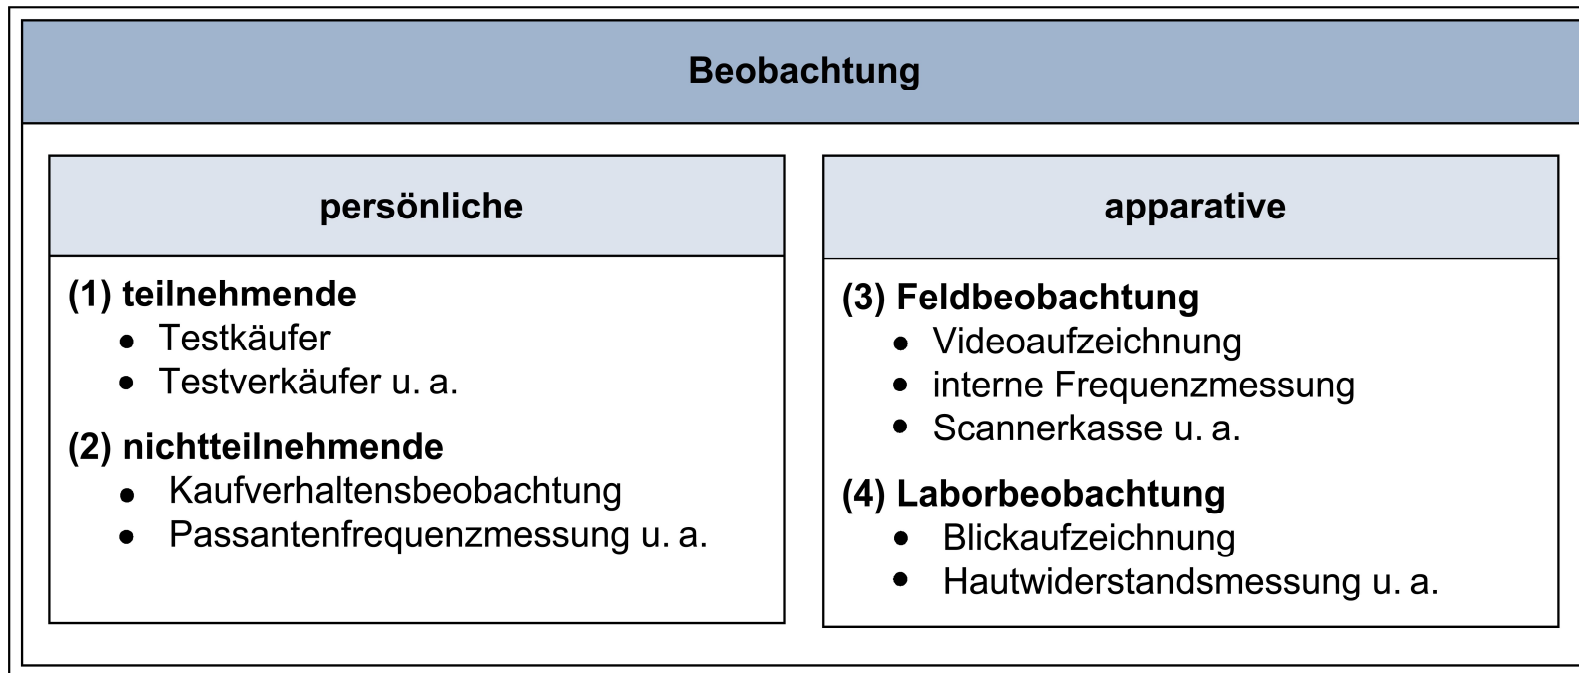 Beobachtung
persönliche
(1) teilnehmende
• Testkäufer
• Testverkäufer u. a.
(2) nichtteilnehmende
• Kaufverhaltensbeobachtung
• Passantenfrequenzmessung u. a.
apparative
(3) Feldbeobachtung
• Videoaufzeichnung
• interne Frequenzmessung
• Scannerkasse u. a.
(4) Laborbeobachtung
• Blickaufzeichnung
• Hautwiderstandsmessung u. a.